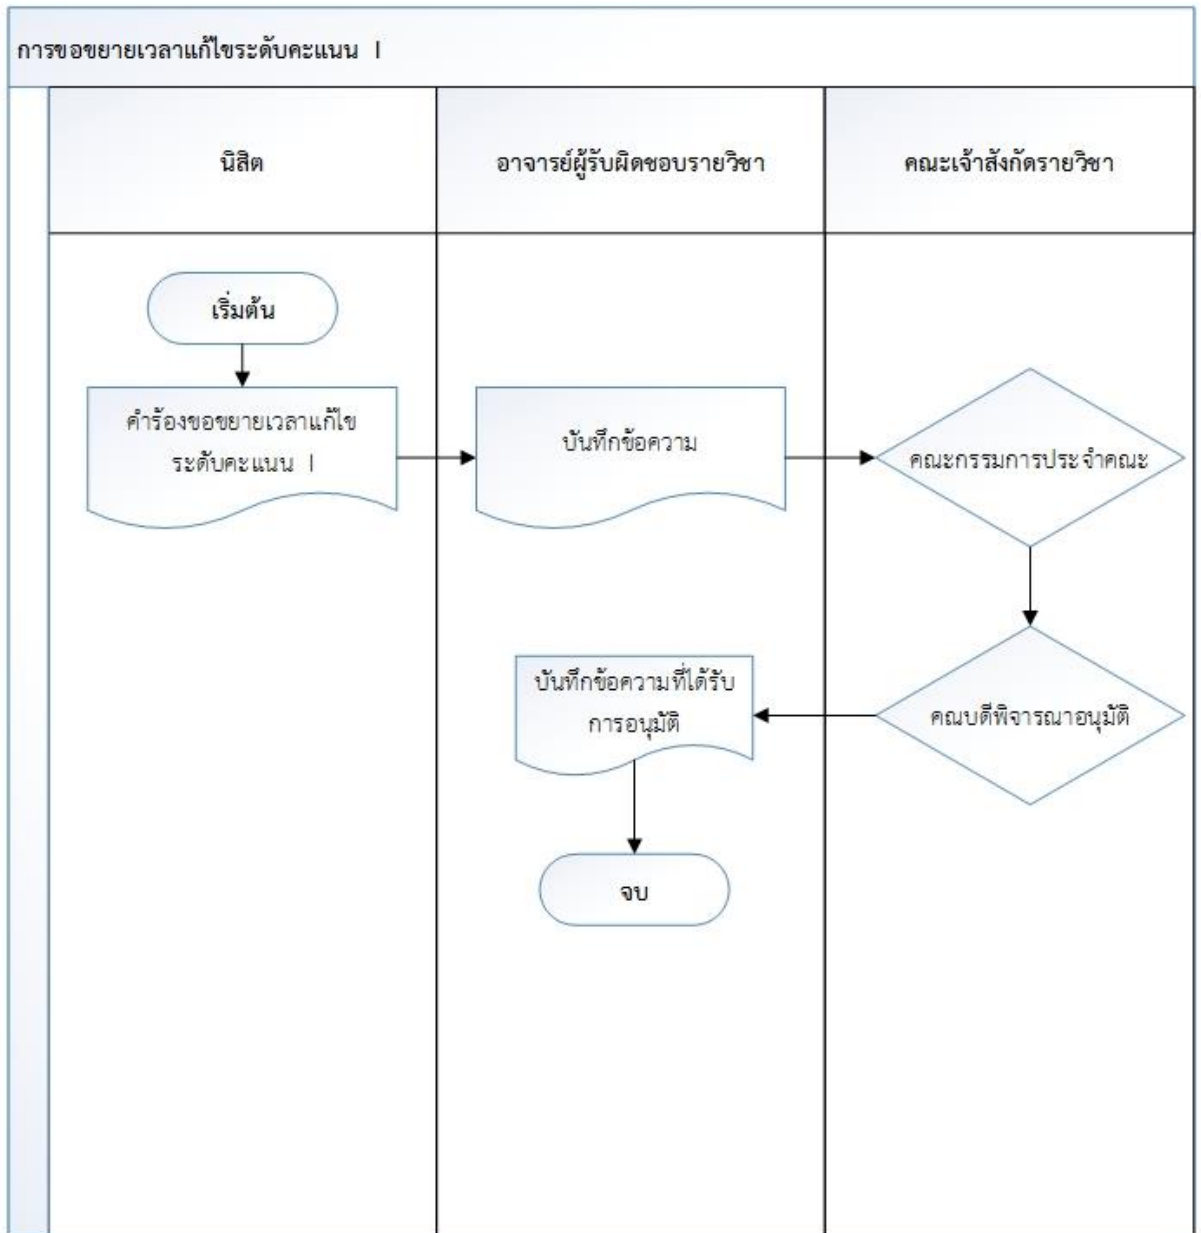 การขอขยายเวลาแก้ไขระดับคะแนน I
นิสิต
อาจารย์ผู้รับผิดชอบรายวิชา
คณะเจ้าสังกัดรายวิชา
เริ่มต้น
คำร้องขอขยายเวลาแก้ไข
ระดับคะแนน I
บันทึกข้อความ
คณะกรรมการประจำคณะ
คณบดีพิจารณาอนุมัติ
บันทึกข้อความที่ได้รับ
การอนุมัติ
จบ